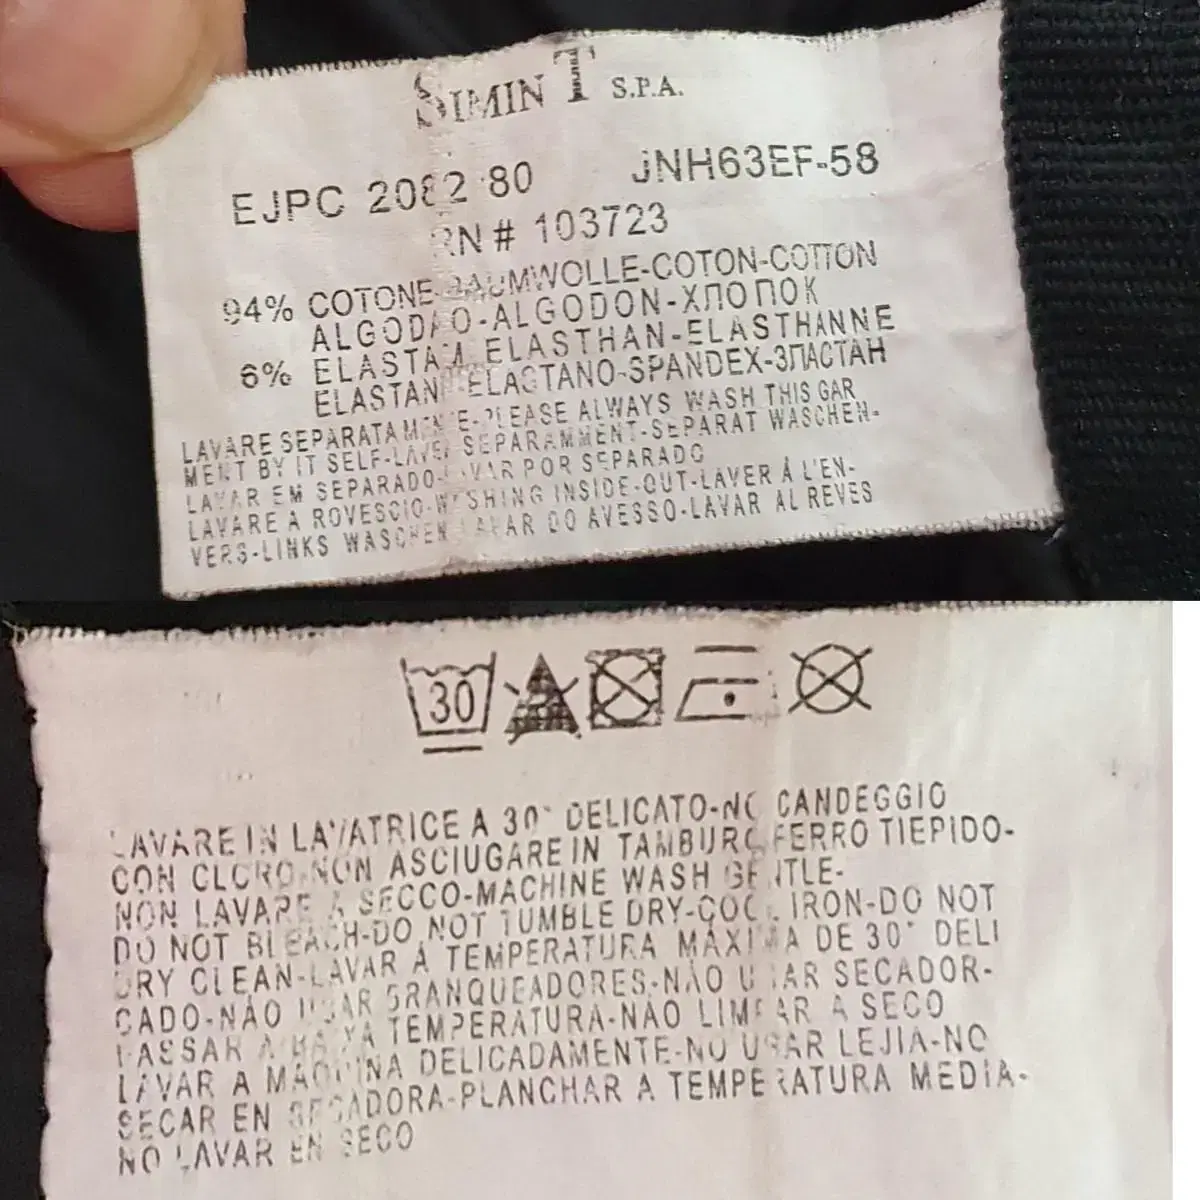 SIMINT S.P.A.
EJPC 2082 80 JNH63EF-58
RN # 103723
94% COTONE-BAUMWOLLE-COTON-COTTON
ALGODAO-ALGODON-ХЛОПОК
6% ELASTAM ELASTHAN-ELASTHANNE
ELASTAN ELASTANO-SPANDEX-ЭЛАСТАН
LAVARE SEPARATAMENTE-PLEASE ALWAYS WASH THIS GAR
MENT BY IT SELF-LAVER SEPARAMMENT-SEPARAT WASCHEN-
LAVAR EM SEPARADO-LAVAR POR SEPARADO
LAVARE A ROVESCIO-WASHING INSIDE-OUT-LAVER À L'EN-
VERS-LINKS WASCHEN LAVAR DO AVESSO-LAVAR AL REVES
30
LAVARE IN LAVATRICE A 30° DELICATO-NO CANDEGGIO
CON CLORO-NON ASCIUGARE IN TAMBURO FERRO TIEPIDO-
NON LAVARE A SECCO-MACHINE WASH GENTLE-
DO NOT BLEACH-DO NOT TUMBLE DRY-COOL IRON-DO NOT
DRY CLEAN-LAVAR A TEMPERATURA MÁXIMA DE 30° DELI
CADO-NÃO USAR BRANQUEADORES-NÃO USAR SECADOR-
PASSAR A BAIXA TEMPERATURA-NÃO LIMPAR A SECO
LAVAR A MAQUINA DELICADAMENTE-NO USAR LEJIA-NO
SECAR EN SECADORA-PLANCHAR A TEMPERATURA MEDIA-
NO LAVAR EN SECO